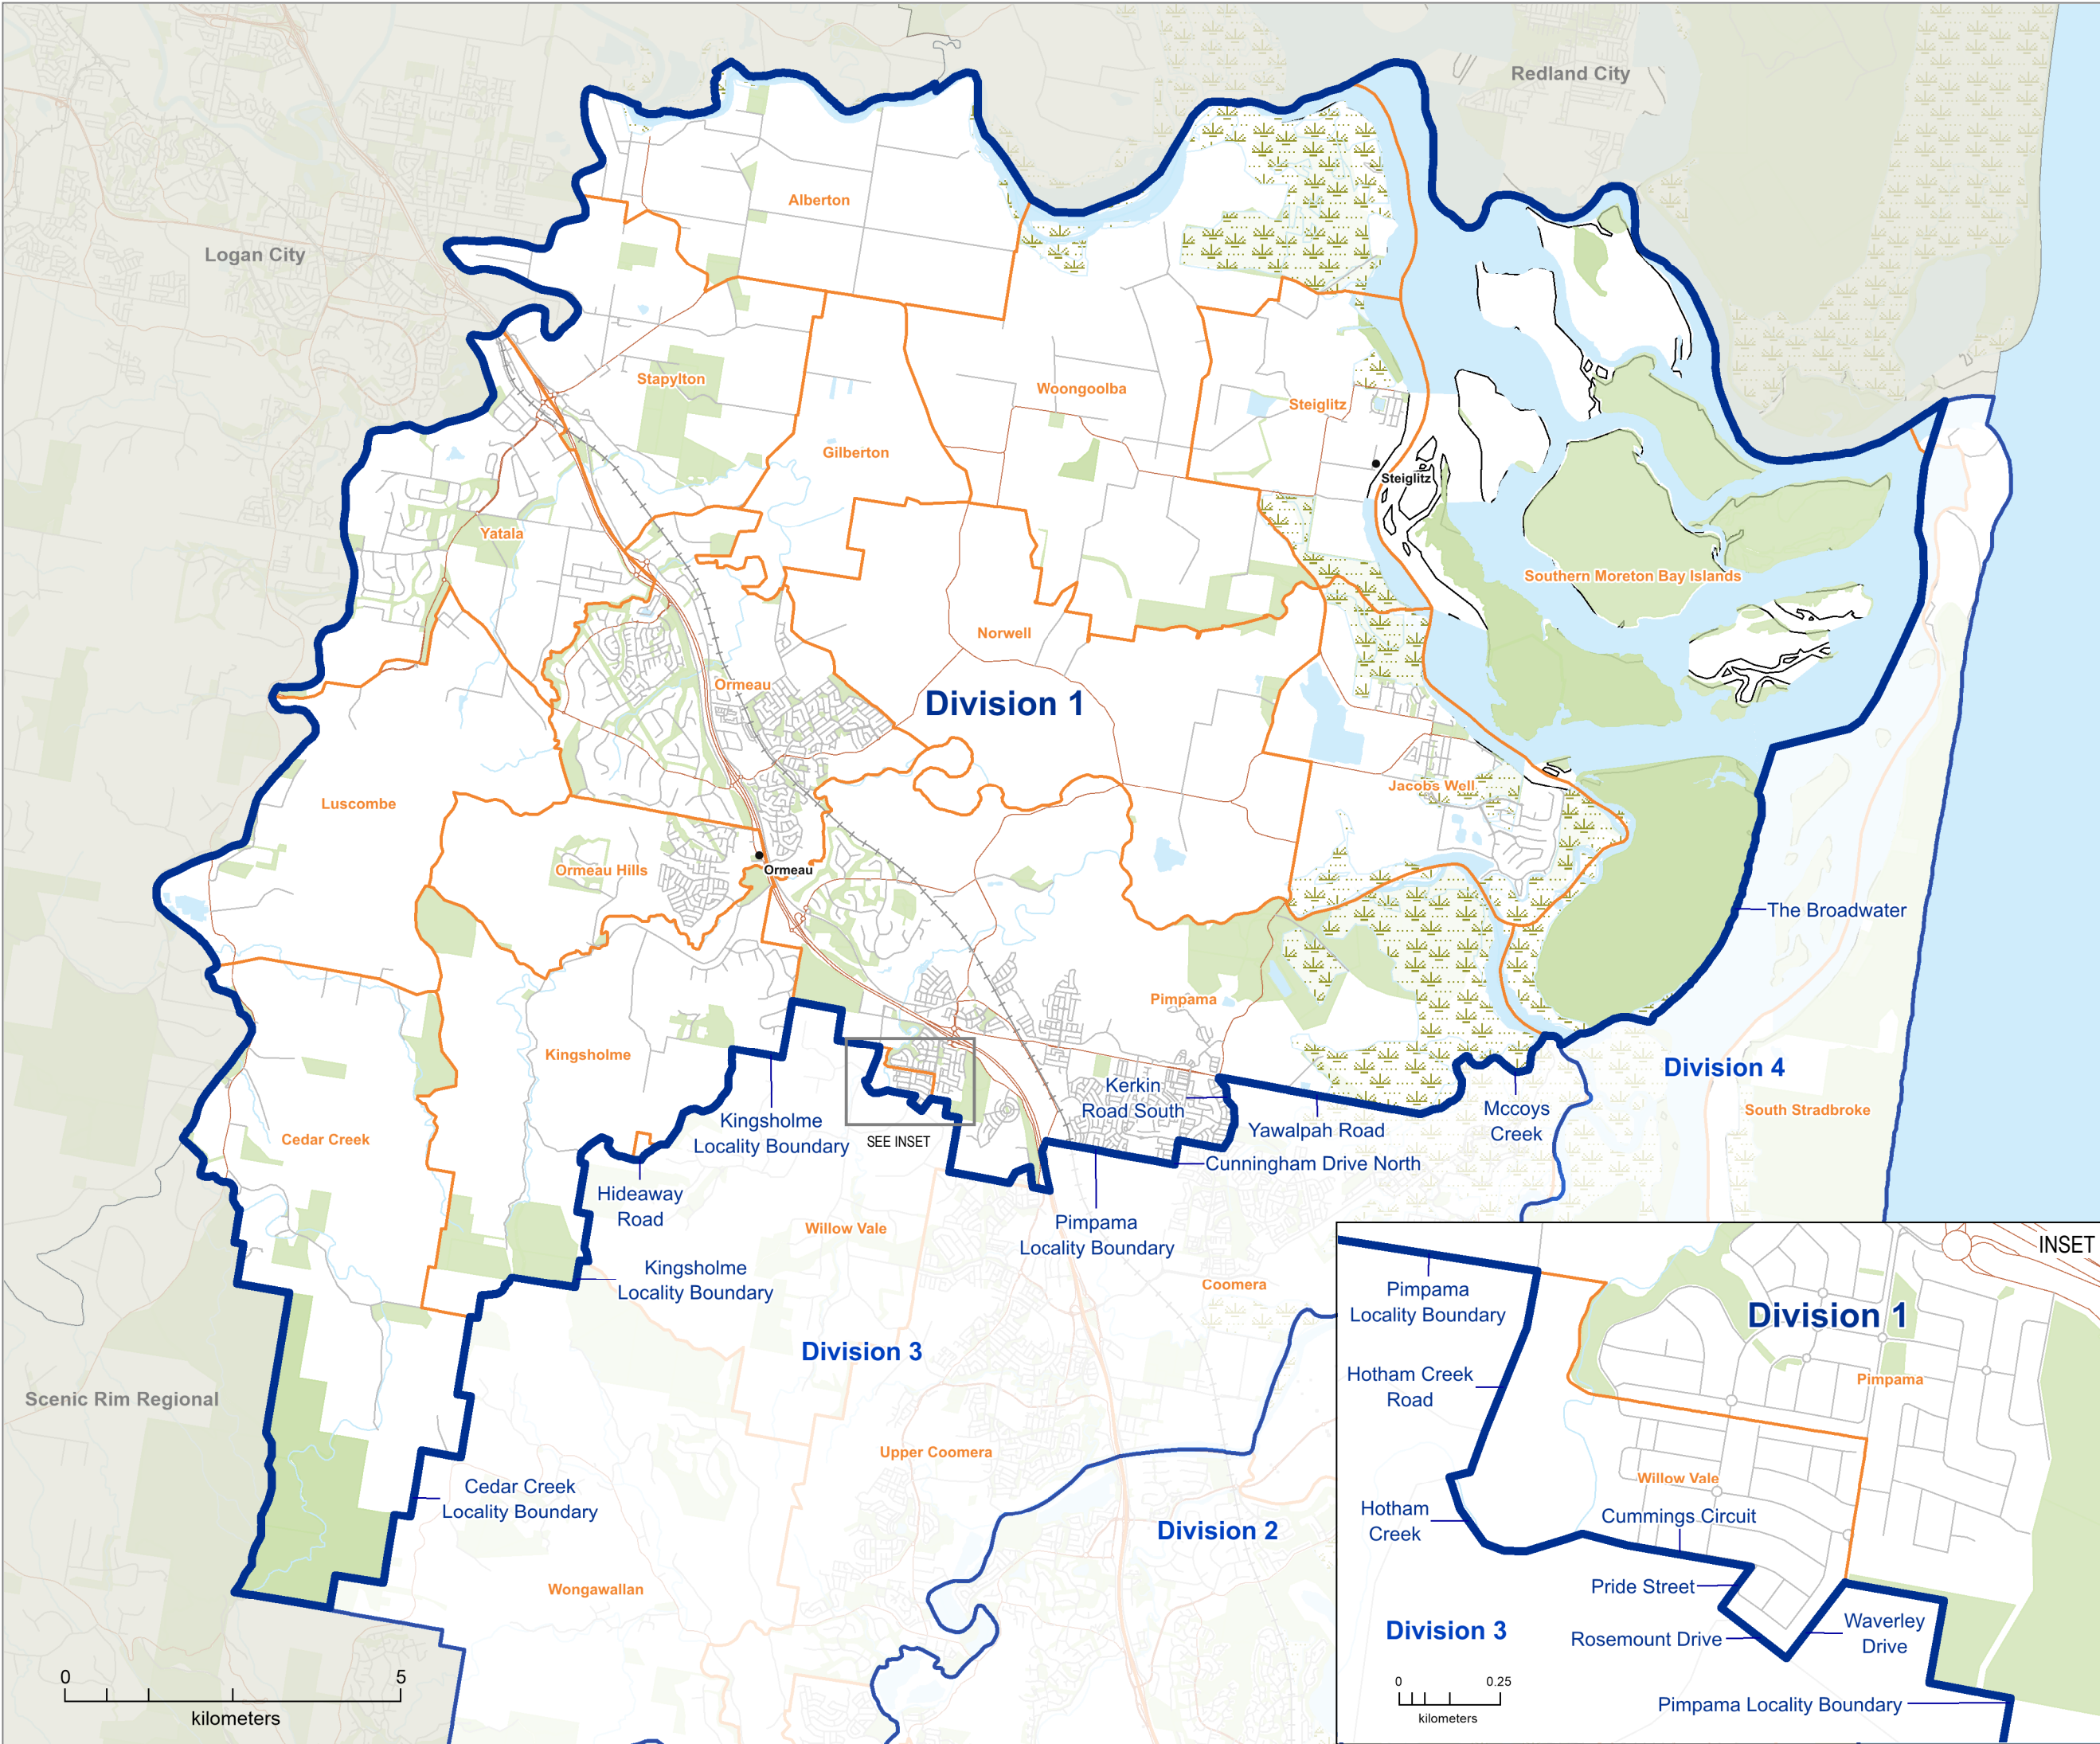 Redland City
Alberton
Logan City
Stapylton
Woongoolba
Steiglitz
Gilberton
Steiglitz
Yatala
Southern Moreton Bay Islands
Norwell
Ormeau
Division 1
Jacobs Well
Luscombe
Ormeau Hills
Ormeau
The Broadwater
Pimpama
Kingsholme
Division 4
Kerkin
Road South
South Stradbroke
Mccoys
Creek
Kingsholme
Locality Boundary
SEE INSET
Yawalpah Road
Cedar Creek
Cunningham Drive North
Hideaway
Road
Willow Vale
Pimpama
Locality Boundary
Kingsholme
Locality Boundary
Coomera
Division 3
Scenic Rim Regional
Upper Coomera
Cedar Creek
Locality Boundary
Division 2
Wongawallan
0 5
kilometers
INSET
Pimpama
Locality Boundary
Division 1
Hotham Creek
Road
Pimpama
Willow Vale
Hotham
Creek
Cummings Circuit
Pride Street
Division 3
Rosemount Drive
Waverley
Drive
0 0.25
kilometers
Pimpama Locality Boundary